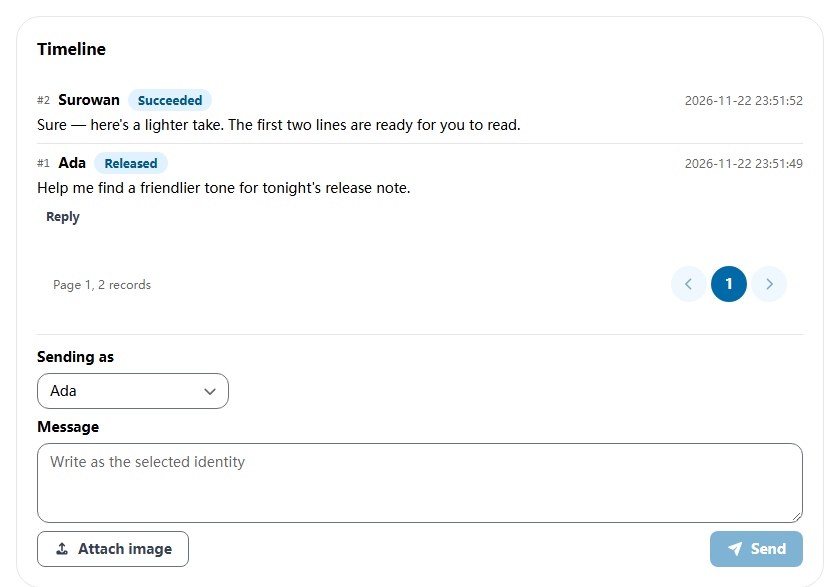 Timeline
#2 Surowan Succeeded 2026-11-22 23:51:52
Sure — here's a lighter take. The first two lines are ready for you to read.
#1 Ada Released 2026-11-22 23:51:49
Help me find a friendlier tone for tonight's release note.
Reply
Page 1, 2 records 1
Sending as
Ada
Message
Write as the selected identity
Attach image Send